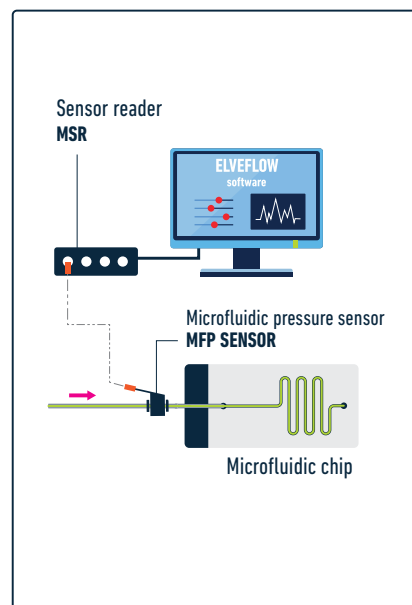 Sensor reader
MSR
ELVEFLOW
software
Microfluidic pressure sensor
MFP SENSOR
Microfluidic chip